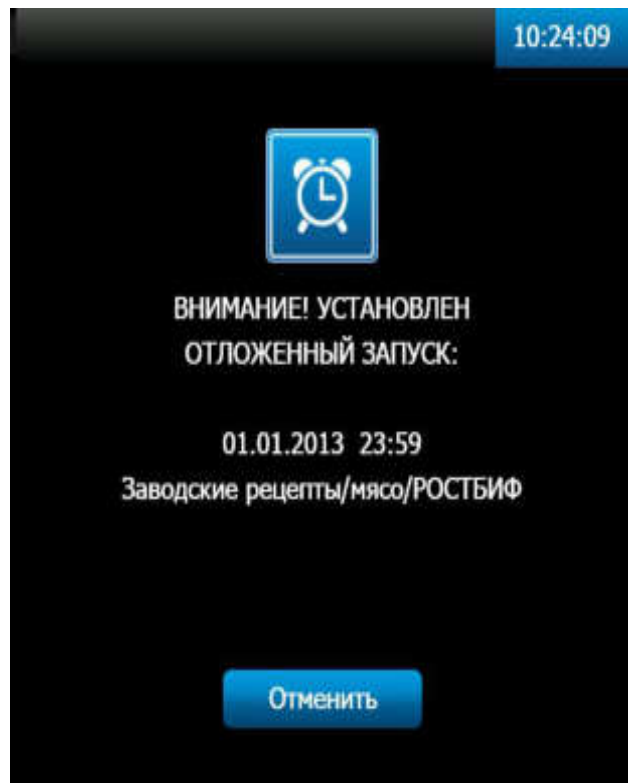 10:24:09
ВНИМАНИЕ! УСТАНОВЛЕН
ОТЛОЖЕННЫЙ ЗАПУСК:
01.01.2013 23:59
Заводские рецепты/мясо/РОСТБИФ
Отменить